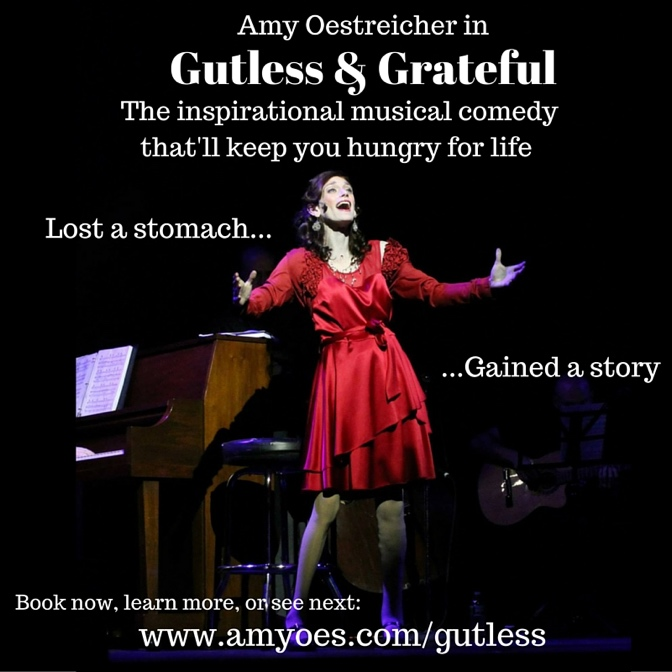 Amy Oestreicher in
Gutless & Grateful
The inspirational musical comedy
that'll keep you hungry for life
Lost a stomach...
...Gained a story
Book now, learn more, or see next:
www.amyoes.com/gutless